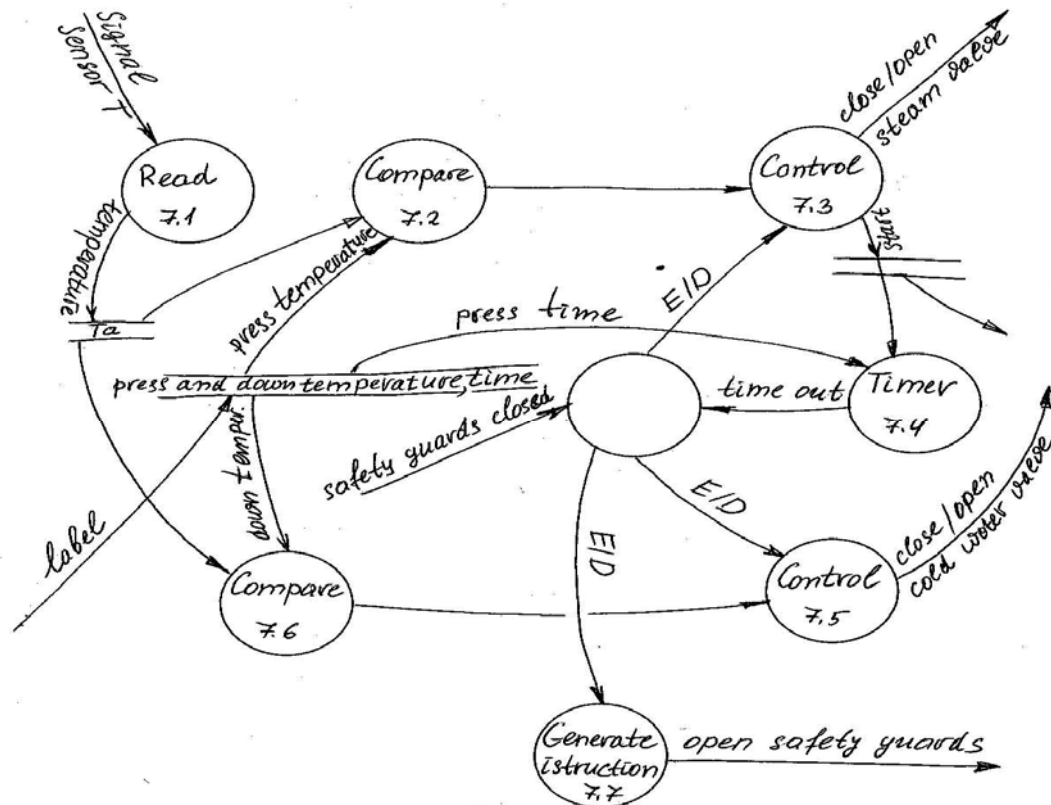 Signal
sensor T
Read
7.1
temperature
Ta
Compare
7.2
press temperature
Control
7.3
close/open
steam valve
start
E/D
press time
press and down temperature, time
safety guards closed
time out
Timer
7.4
label
down temper.
E/D
E/D
close/open
cold woter valve
Compare
7.6
Control
7.5
Generate
istruction
7.7
open safety guards